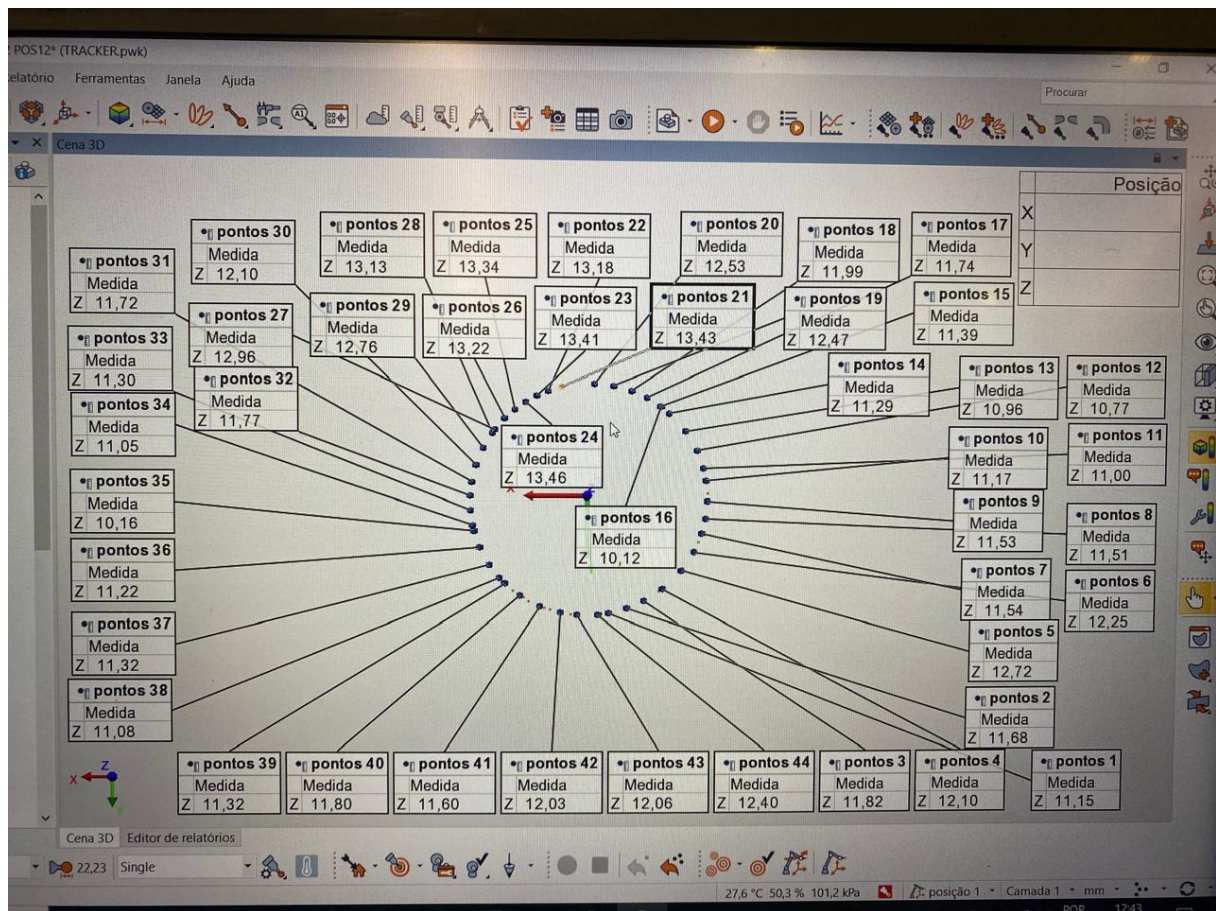 POS12* (TRACKER.pwk)
elatório Ferramentas Janela Ajuda
Procurar
Cena 3D
Posição
X
Y
Z
pontos 31
Medida
Z 11,72
pontos 30
Medida
Z 12,10
pontos 28
Medida
Z 13,13
pontos 25
Medida
Z 13,34
pontos 22
Medida
Z 13,18
pontos 20
Medida
Z 12,53
pontos 18
Medida
Z 11,99
pontos 17
Medida
Z 11,74
pontos 27
Medida
Z 12,96
pontos 29
Medida
Z 12,76
pontos 26
Medida
Z 13,22
pontos 23
Medida
Z 13,41
pontos 21
Medida
Z 13,43
pontos 19
Medida
Z 12,47
pontos 15
Medida
Z 11,39
pontos 33
Medida
Z 11,30
pontos 32
Medida
Z 11,77
pontos 14
Medida
Z 11,29
pontos 13
Medida
Z 10,96
pontos 12
Medida
Z 10,77
pontos 34
Medida
Z 11,05
pontos 24
Medida
Z 13,46
pontos 10
Medida
Z 11,17
pontos 11
Medida
Z 11,00
pontos 35
Medida
Z 10,16
pontos 16
Medida
Z 10,12
pontos 9
Medida
Z 11,53
pontos 8
Medida
Z 11,51
pontos 36
Medida
Z 11,22
pontos 7
Medida
Z 11,54
pontos 6
Medida
Z 12,25
pontos 37
Medida
Z 11,32
pontos 5
Medida
Z 12,72
pontos 38
Medida
Z 11,08
pontos 2
Medida
Z 11,68
pontos 39
Medida
Z 11,32
pontos 40
Medida
Z 11,80
pontos 41
Medida
Z 11,60
pontos 42
Medida
Z 12,03
pontos 43
Medida
Z 12,06
pontos 44
Medida
Z 12,40
pontos 3
Medida
Z 11,82
pontos 4
Medida
Z 12,10
pontos 1
Medida
Z 11,15
X
Z
Y
Cena 3D Editor de relatórios
22,23 Single
27,6 °C 50,3 % 101,2 kPa posição 1 Camada 1 mm
POR 12:43